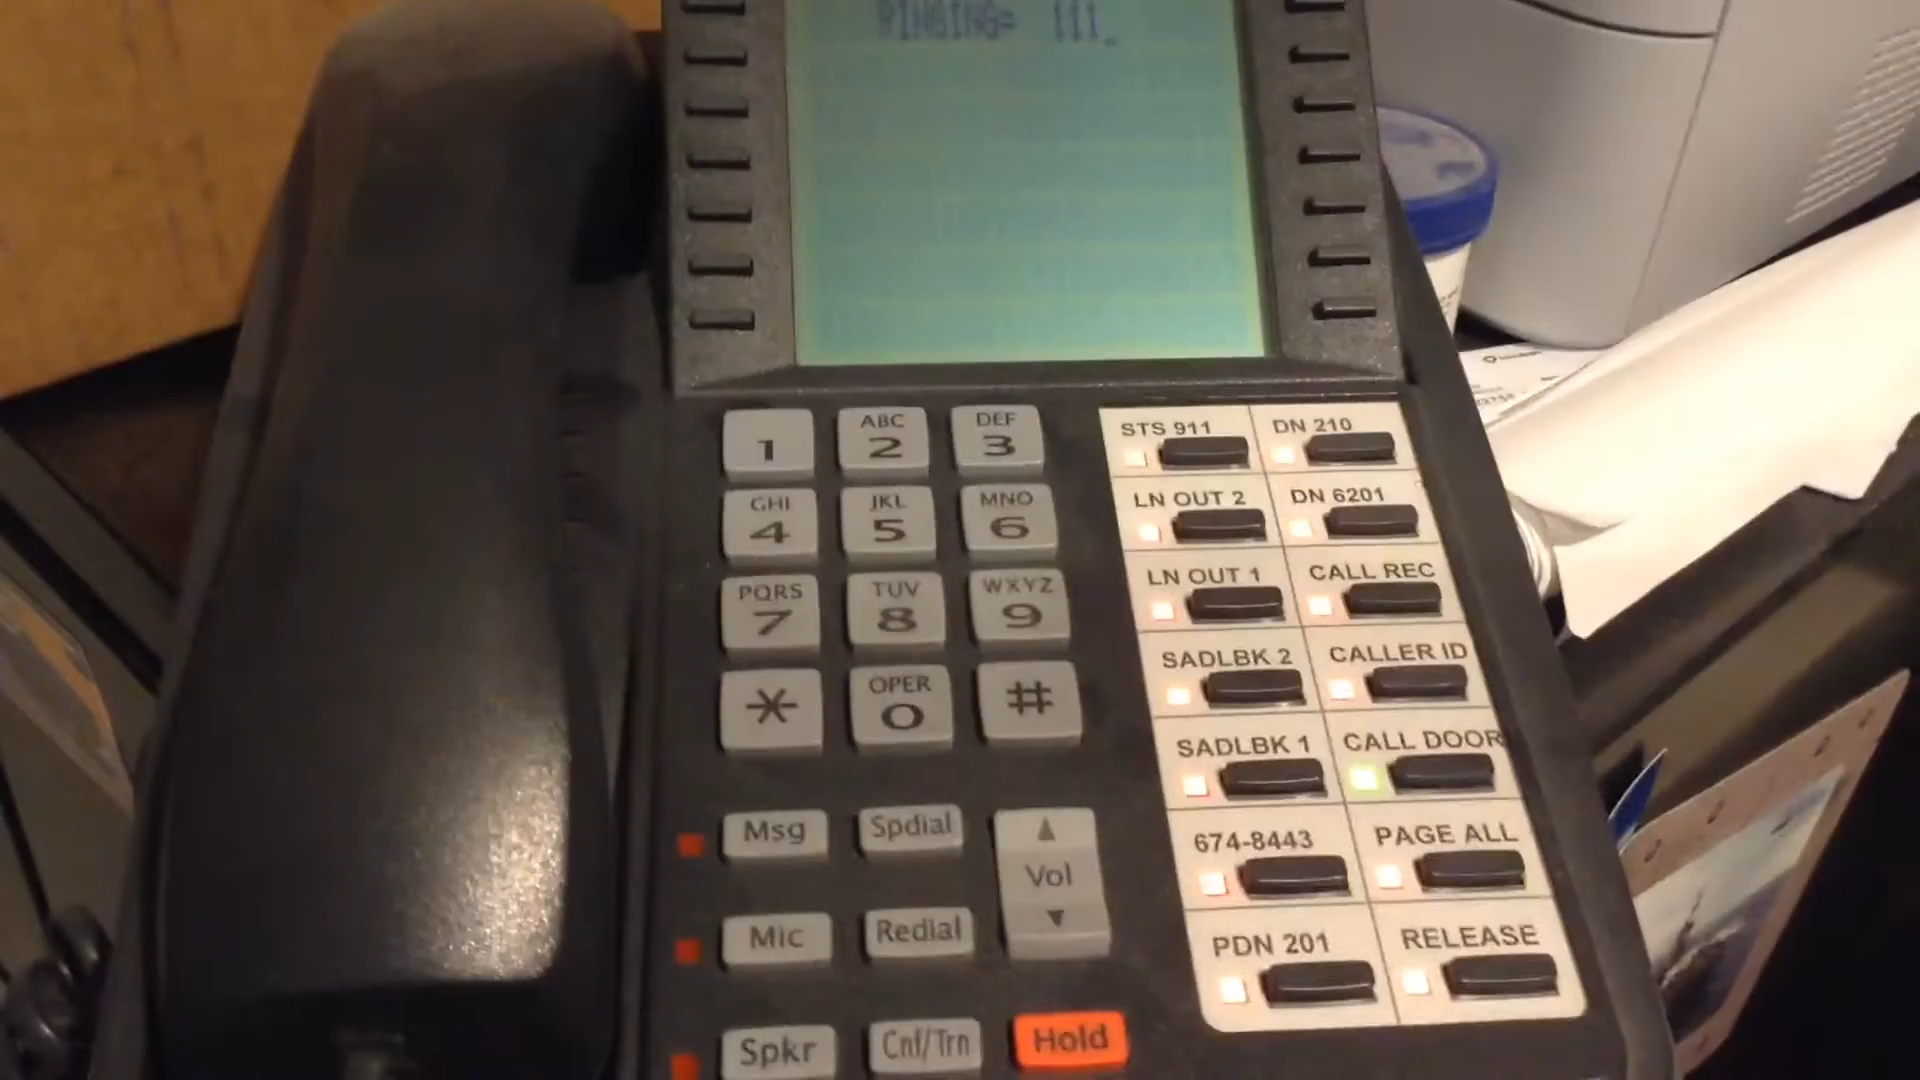 RINGING= 111_
1
ABC
2
DEF
3
GHI
4
JKL
5
MNO
6
PQRS
7
TUV
8
WXYZ
9
*
OPER
0
#
Msg
Spdial
▲
Vol
▼
Mic
Redial
Spkr
Cnf/Trn
Hold
STS 911
DN 210
LN OUT 2
DN 6201
LN OUT 1
CALL REC
SADLBK 2
CALLER ID
SADLBK 1
CALL DOOR
674-8443
PAGE ALL
PDN 201
RELEASE